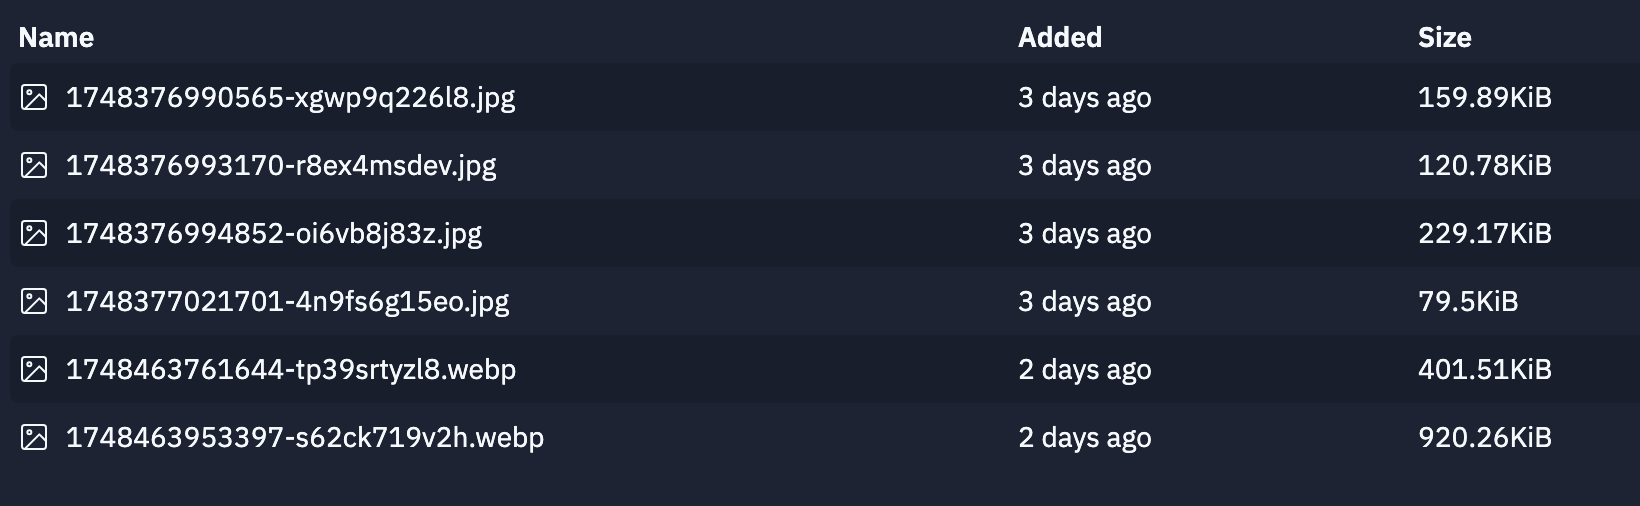 Name Added Size
1748376990565-xgwp9q226l8.jpg 3 days ago 159.89KiB
1748376993170-r8ex4msdev.jpg 3 days ago 120.78KiB
1748376994852-oi6vb8j83z.jpg 3 days ago 229.17KiB
1748377021701-4n9fs6g15eo.jpg 3 days ago 79.5KiB
1748463761644-tp39srtyzl8.webp 2 days ago 401.51KiB
1748463953397-s62ck719v2h.webp 2 days ago 920.26KiB